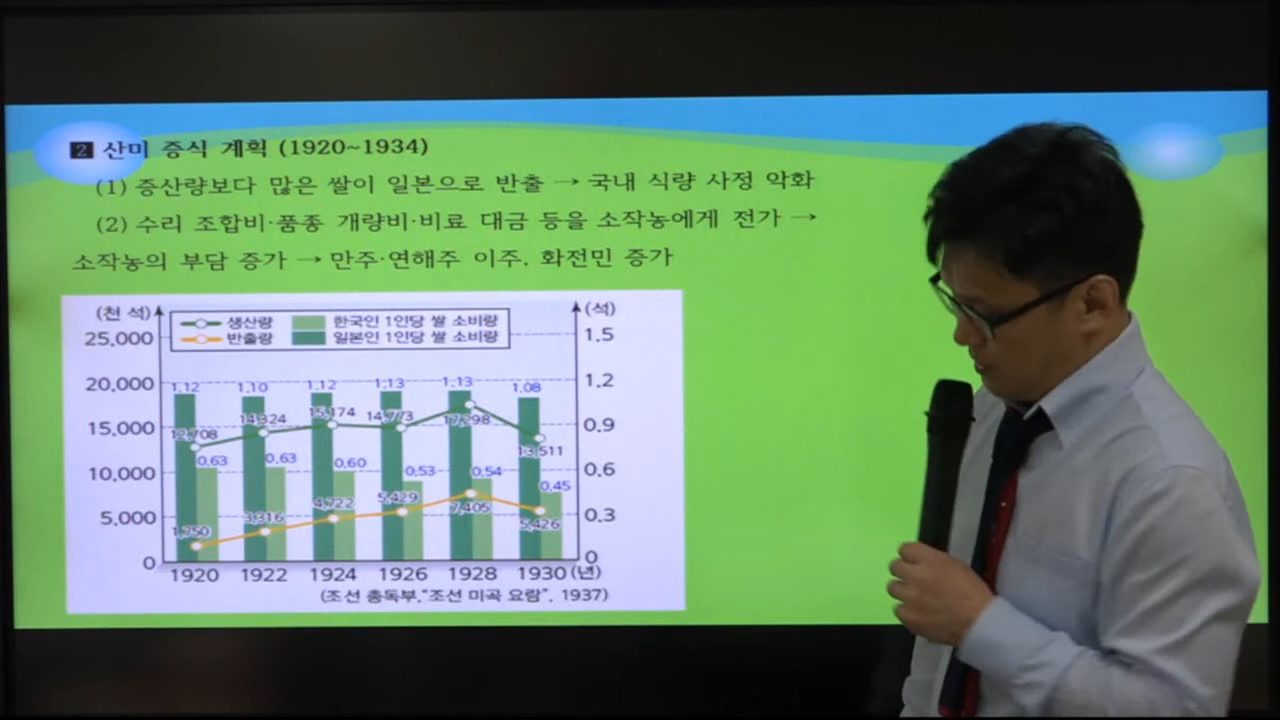 2 산미 증식 계획 (1920~1934)
(1) 증산량보다 많은 쌀이 일본으로 반출 → 국내 식량 사정 악화
(2) 수리 조합비·품종 개량비·비료 대금 등을 소작농에게 전가 →
소작농의 부담 증가 → 만주·연해주 이주, 화전민 증가
(천 석) (석)
생산량 한국인 1인당 쌀 소비량
반출량 일본인 1인당 쌀 소비량
25,000 1.5
20,000 1.2
1.12 1.10 1.12 1.13 1.13 1.08
15,000 0.9
12,708 14,324 15,174 14,773 17,298 13,511
10,000 0.6
0.63 0.63 0.60 0.53 0.54 0.45
5,000 0.3
1,750 3,316 4,722 5,429 7,405 5,426
0 0
1920 1922 1924 1926 1928 1930 (년)
(조선 총독부,“조선 미곡 요람”, 1937)